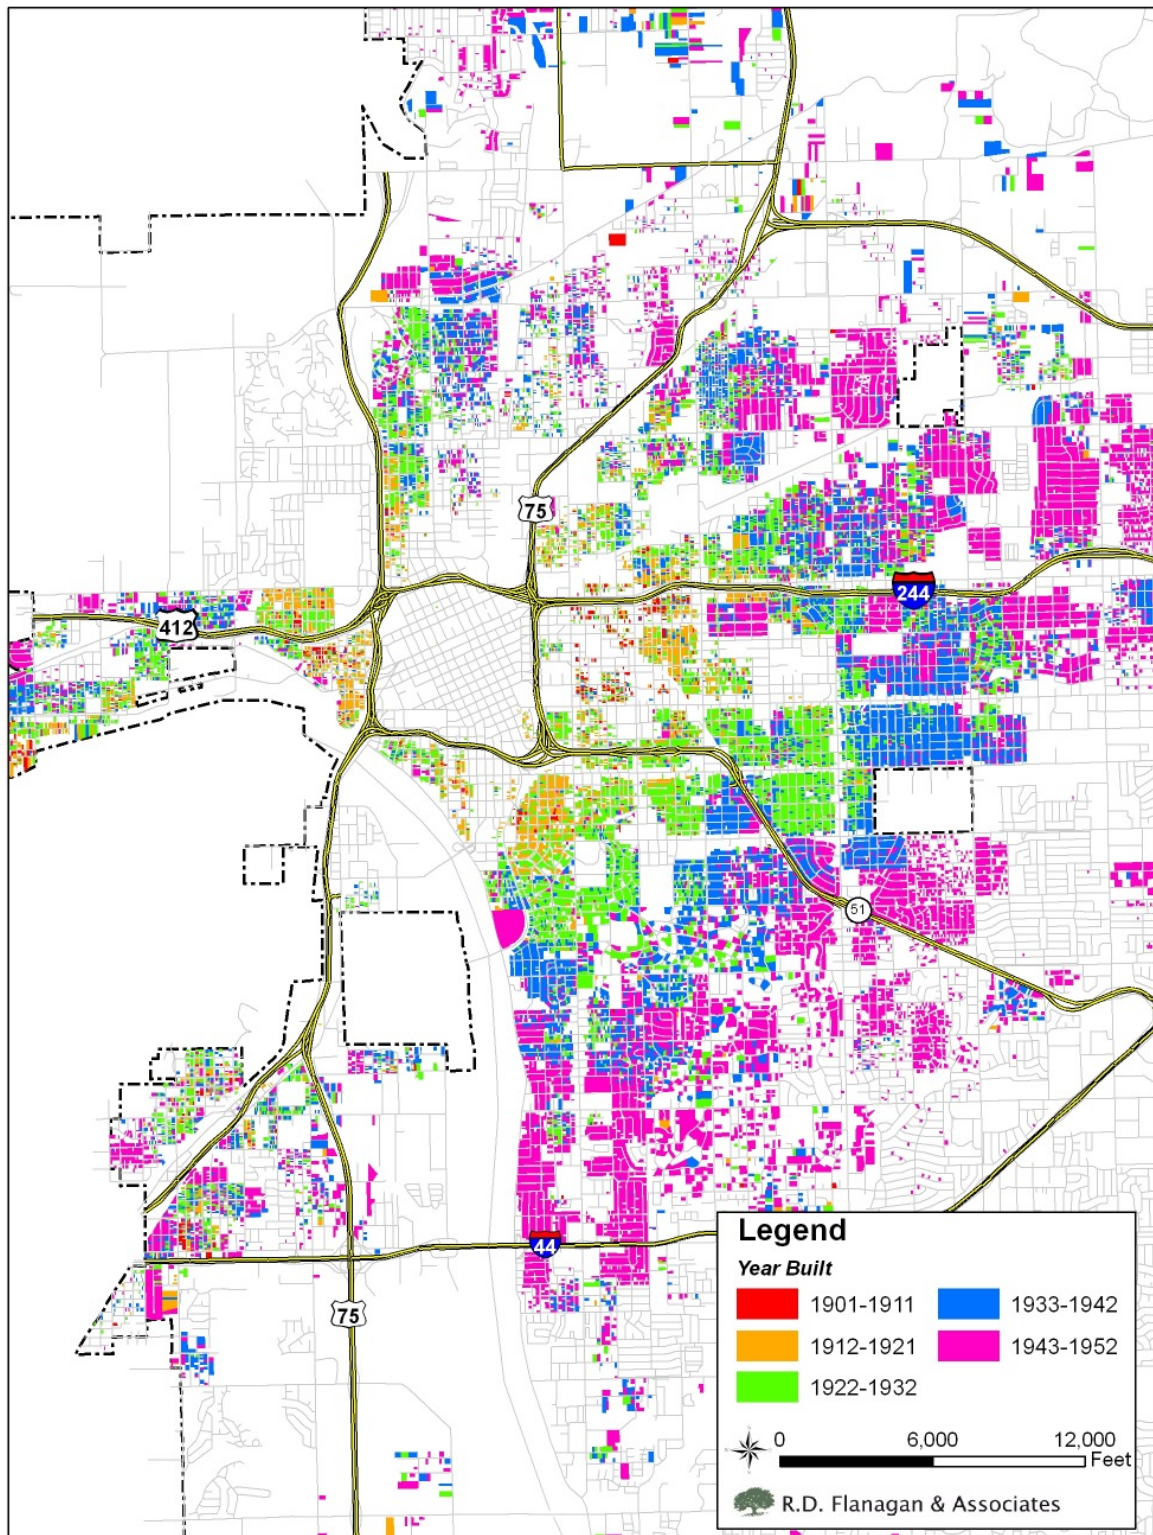 75
244
412
51
44
75
Legend
Year Built
1901-1911
1933-1942
1912-1921
1943-1952
1922-1932
0 6,000 12,000
Feet
R.D. Flanagan & Associates